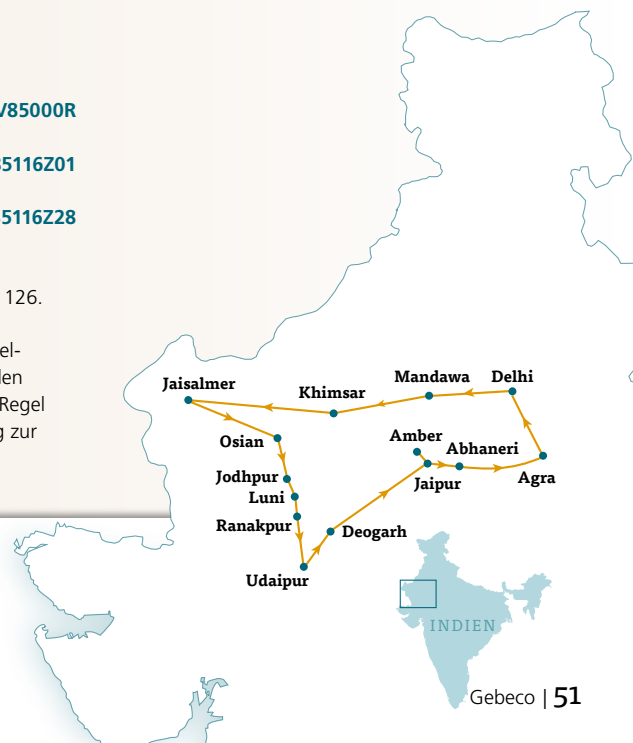 V85000R
5116Z01
5116Z28
126.
el-
den
Regel
g zur
Jaisalmer
Khimsar
Mandawa
Delhi
Osian
Amber
Abhaneri
Jodhpur
Jaipur
Agra
Luni
Ranakpur
Deogarh
Udaipur
INDIEN
Gebeco | 51